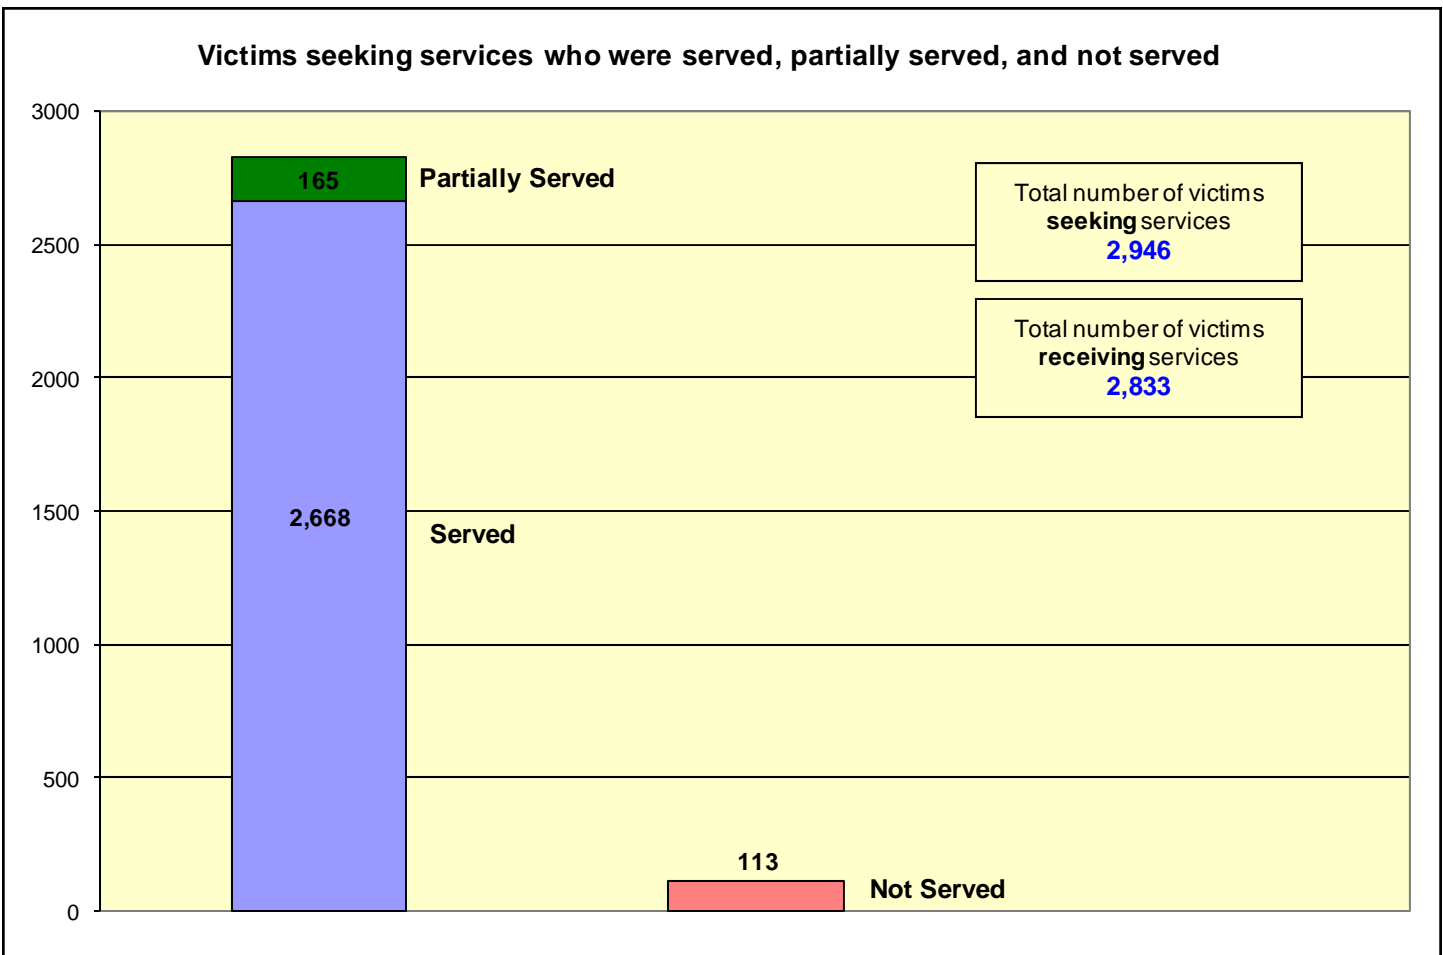 Victims seeking services who were served, partially served, and not served
3000
2500
2000
1500
1000
500
0
165
Partially Served
2,668
Served
113
Not Served
Total number of victims
seeking services
2,946
Total number of victims
receiving services
2,833